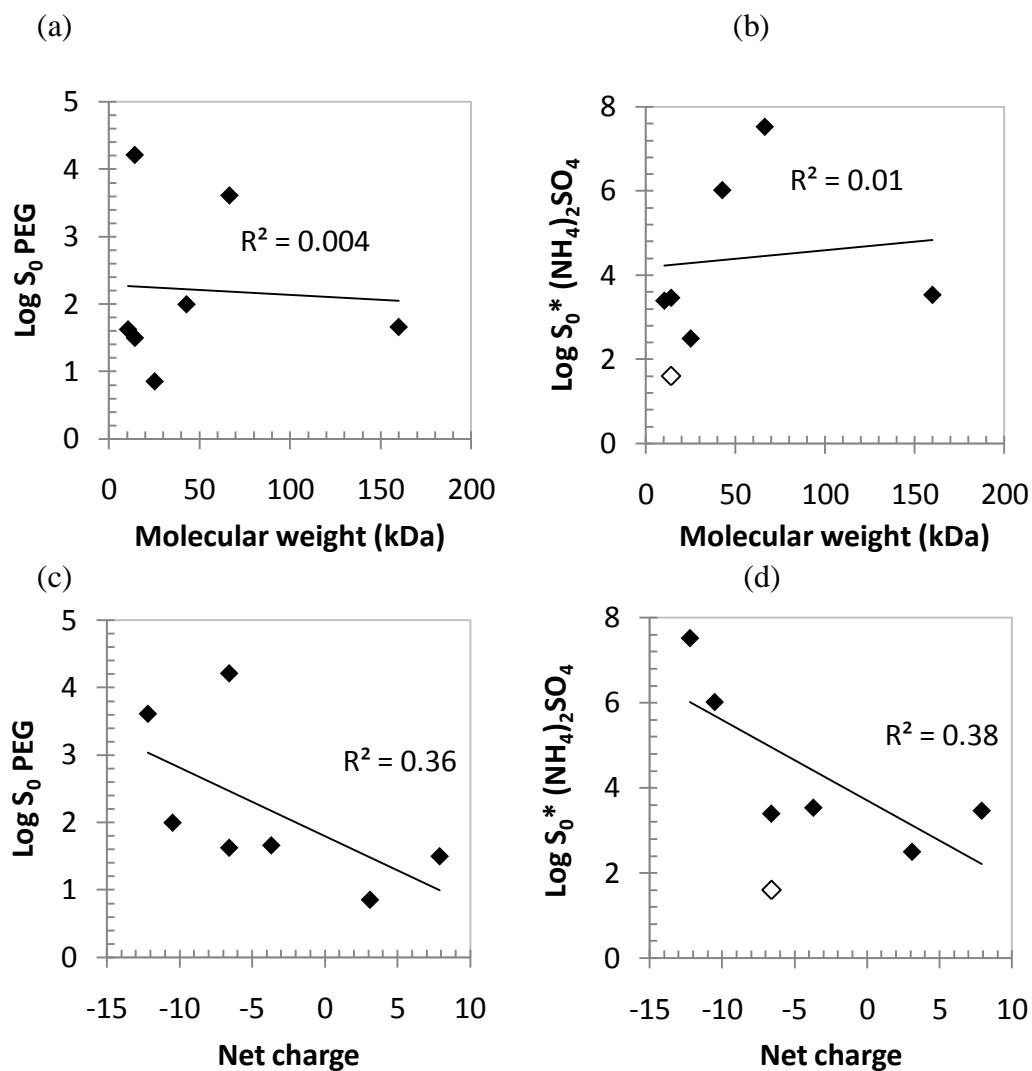 (a)
5
4
3
2
1
0
Log S₀ PEG
R² = 0.004
0 50 100 150 200
Molecular weight (kDa)
(b)
8
6
4
2
0
Log S₀* (NH₄)₂SO₄
R² = 0.01
0 50 100 150 200
Molecular weight (kDa)
(c)
5
4
3
2
1
0
Log S₀ PEG
R² = 0.36
-15 -10 -5 0 5 10
Net charge
(d)
8
6
4
2
0
Log S₀* (NH₄)₂SO₄
R² = 0.38
-15 -10 -5 0 5 10
Net charge